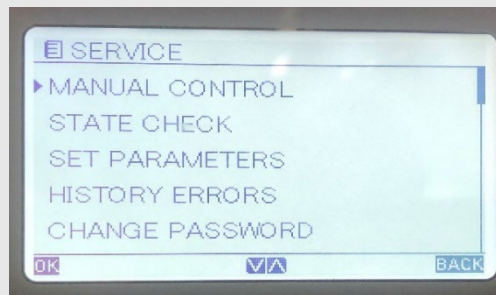 SERVICE
MANUAL CONTROL
STATE CHECK
SET PARAMETERS
HISTORY ERRORS
CHANGE PASSWORD
OK BACK